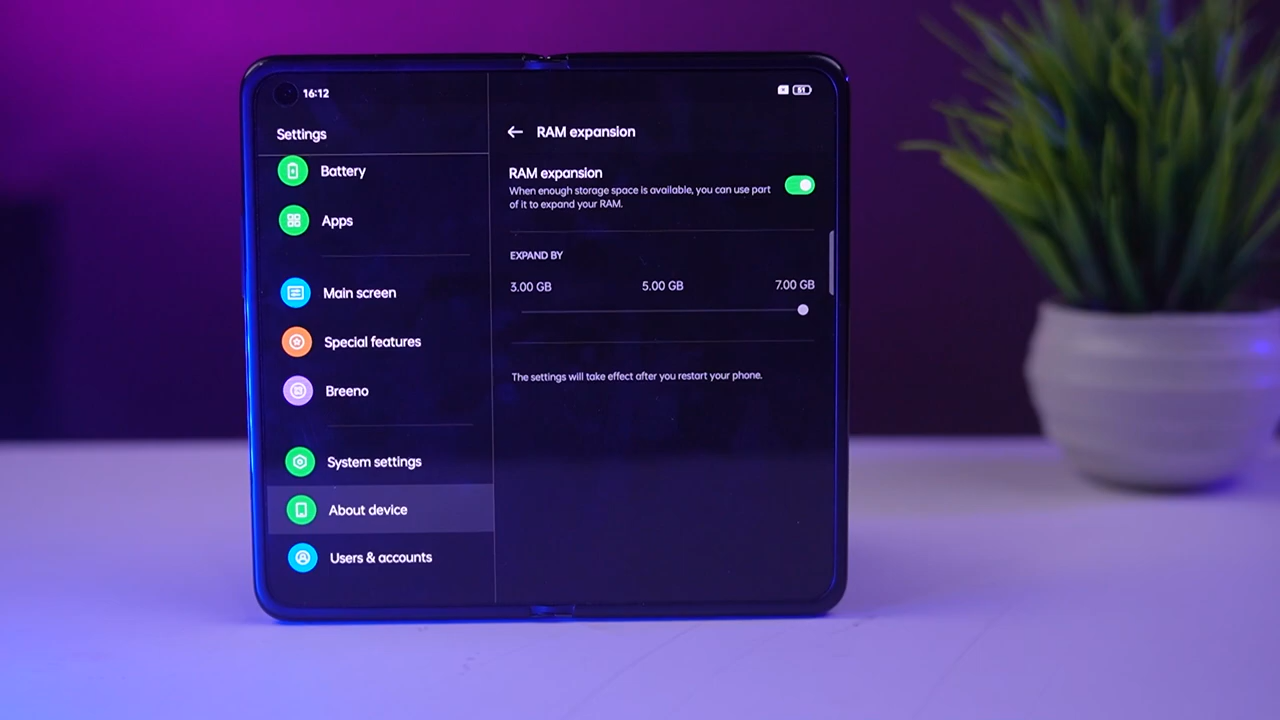 16:12
51
Settings
Battery
Apps
Main screen
Special features
Breeno
System settings
About device
Users & accounts
RAM expansion
RAM expansion
When enough storage space is available, you can use part
of it to expand your RAM.
EXPAND BY
3.00 GB 5.00 GB 7.00 GB
The settings will take effect after you restart your phone.